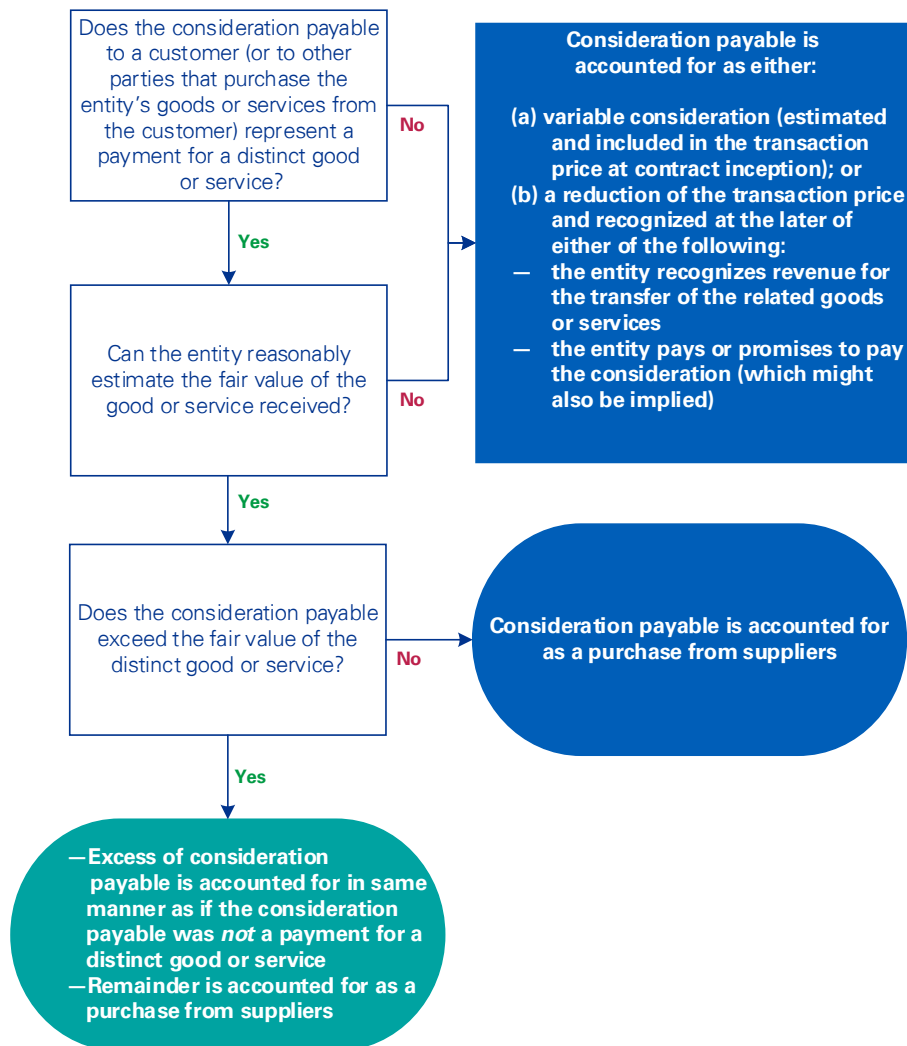 Does the consideration payable
to a customer (or to other
parties that purchase the
entity's goods or services from
the customer) represent a
payment for a distinct good
or service?
No
Yes
Consideration payable is
accounted for as either:
(a) variable consideration (estimated
and included in the transaction
price at contract inception); or
(b) a reduction of the transaction price
and recognized at the later of
either of the following:
— the entity recognizes revenue for
the transfer of the related goods
or services
— the entity pays or promises to pay
the consideration (which might
also be implied)
Can the entity reasonably
estimate the fair value of the
good or service received?
No
Yes
Does the consideration payable
exceed the fair value of the
distinct good or service?
No
Yes
Consideration payable is accounted for
as a purchase from suppliers
—Excess of consideration
payable is accounted for in same
manner as if the consideration
payable was not a payment for a
distinct good or service
—Remainder is accounted for as a
purchase from suppliers